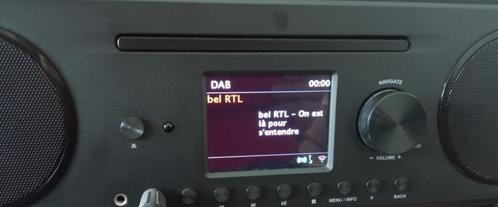 DAB 00:00
bel RTL
bel RTL – On est
là pour
s'entendre
NAVIGATE
– VOLUME +
MENU / INFO P BACK